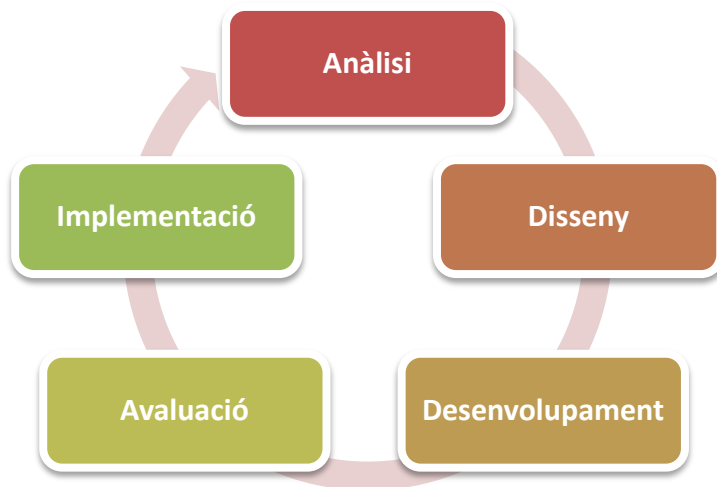 Anàlisi
Disseny
Desenvolupament
Avaluació
Implementació